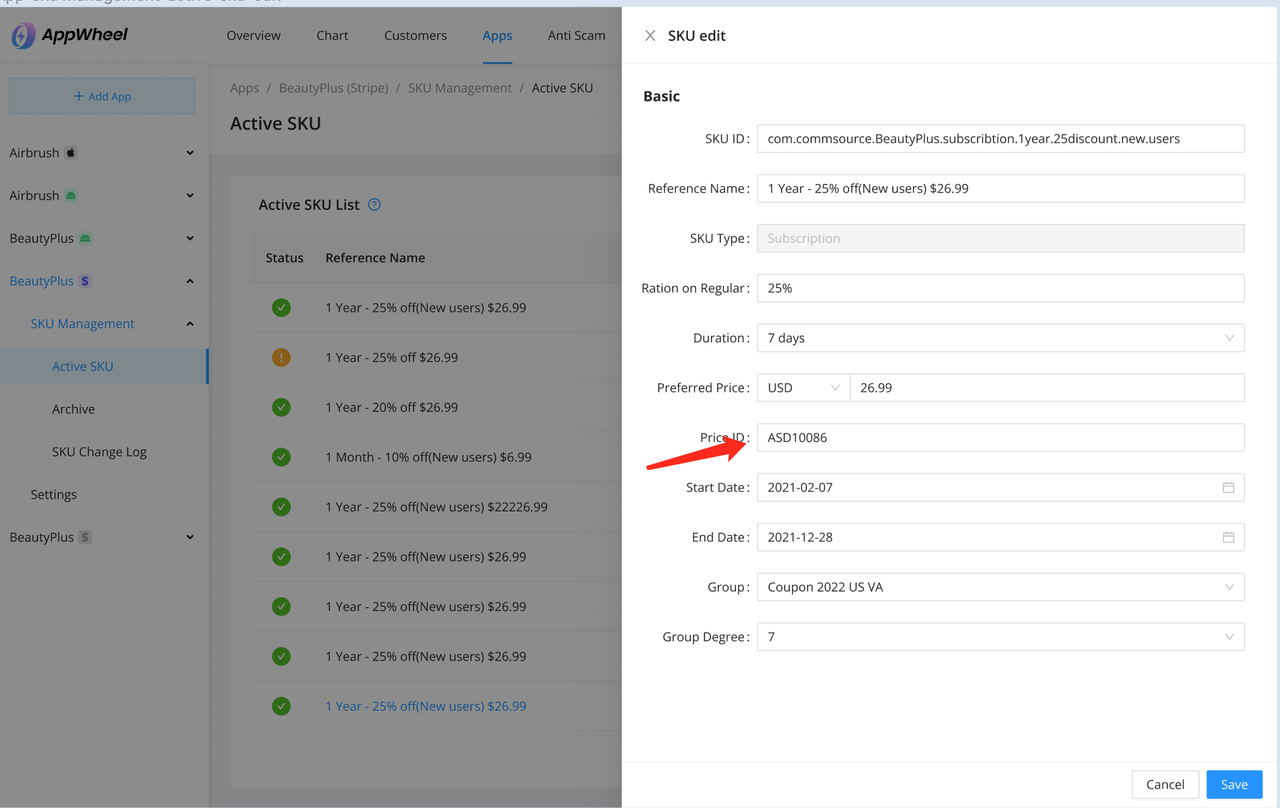 AppWheel
Overview
Chart
Customers
Apps
Anti Scam
+ Add App
Airbrush
Airbrush
BeautyPlus
BeautyPlus S
SKU Management
Active SKU
Archive
SKU Change Log
Settings
BeautyPlus S
Apps / BeautyPlus (Stripe) / SKU Management / Active SKU
Active SKU
Active SKU List ?
Status Reference Name
1 Year - 25% off(New users) $26.99
! 1 Year - 25% off $26.99
1 Year - 20% off $26.99
1 Month - 10% off(New users) $6.99
1 Year - 25% off(New users) $22226.99
1 Year - 25% off(New users) $26.99
1 Year - 25% off(New users) $26.99
1 Year - 25% off(New users) $26.99
1 Year - 25% off(New users) $26.99
SKU edit
Basic
SKU ID: com.commsource.BeautyPlus.subscribtion.1year.25discount.new.users
Reference Name: 1 Year - 25% off(New users) $26.99
SKU Type: Subscription
Ration on Regular: 25%
Duration: 7 days
Preferred Price: USD 26.99
Price ID: ASD10086
Start Date: 2021-02-07
End Date: 2021-12-28
Group: Coupon 2022 US VA
Group Degree: 7
Cancel
Save